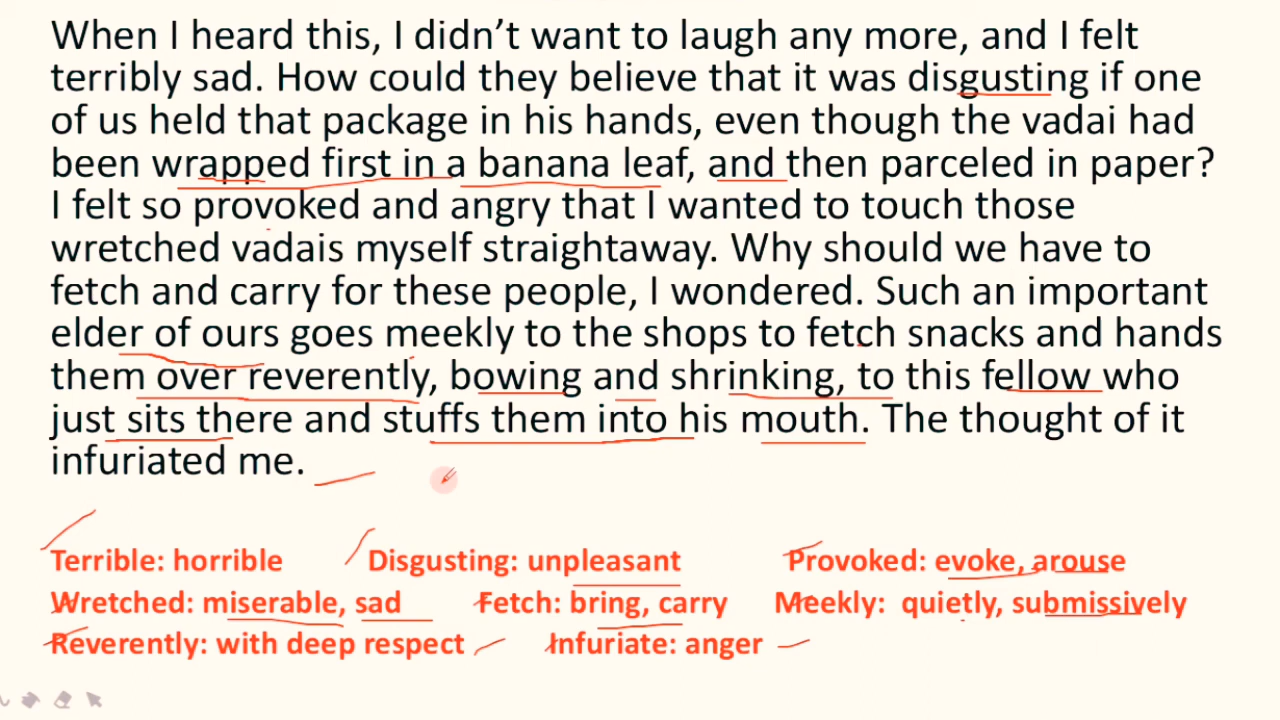 When I heard this, I didn't want to laugh any more, and I felt
terribly sad. How could they believe that it was disgusting if one
of us held that package in his hands, even though the vadai had
been wrapped first in a banana leaf, and then parceled in paper?
I felt so provoked and angry that I wanted to touch those
wretched vadais myself straightaway. Why should we have to
fetch and carry for these people, I wondered. Such an important
elder of ours goes meekly to the shops to fetch snacks and hands
them over reverently, bowing and shrinking, to this fellow who
just sits there and stuffs them into his mouth. The thought of it
infuriated me.
Terrible: horrible Disgusting: unpleasant Provoked: evoke, arouse
Wretched: miserable, sad Fetch: bring, carry Meekly: quietly, submissively
Reverently: with deep respect Infuriate: anger